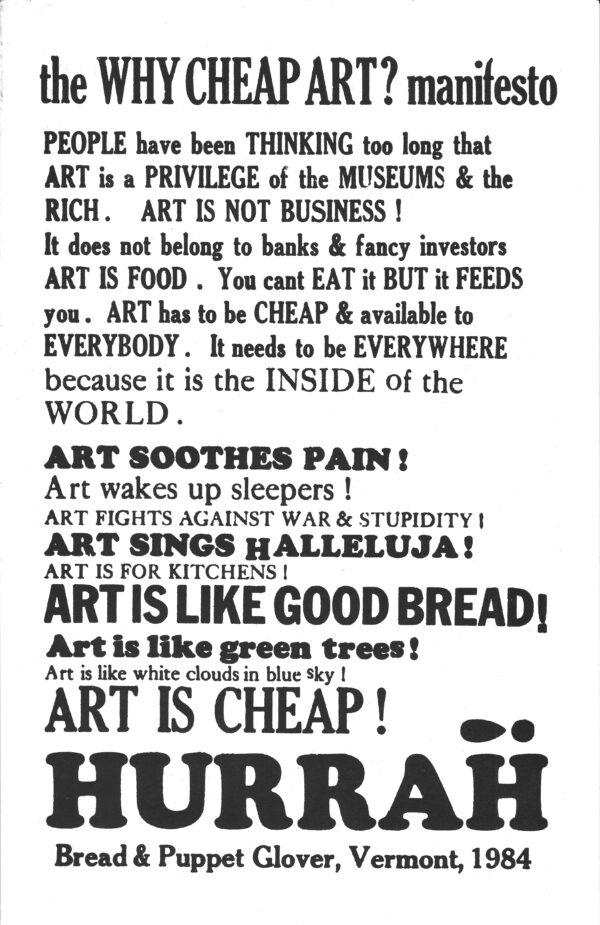 the WHY CHEAP ART? manifesto
PEOPLE have been THINKING too long that
ART is a PRIVILEGE of the MUSEUMS & the
RICH. ART IS NOT BUSINESS !
It does not belong to banks & fancy investors
ART IS FOOD . You cant EAT it BUT it FEEDS
you. ART has to be CHEAP & available to
EVERYBODY. It needs to be EVERYWHERE
because it is the INSIDE of the
WORLD.
ART SOOTHES PAIN!
Art wakes up sleepers !
ART FIGHTS AGAINST WAR & STUPIDITY !
ART SINGS HALLELUJA!
ART IS FOR KITCHENS !
ART IS LIKE GOOD BREAD!
Art is like green trees!
Art is like white clouds in blue sky !
ART IS CHEAP!
HURRAH
Bread & Puppet Glover, Vermont, 1984